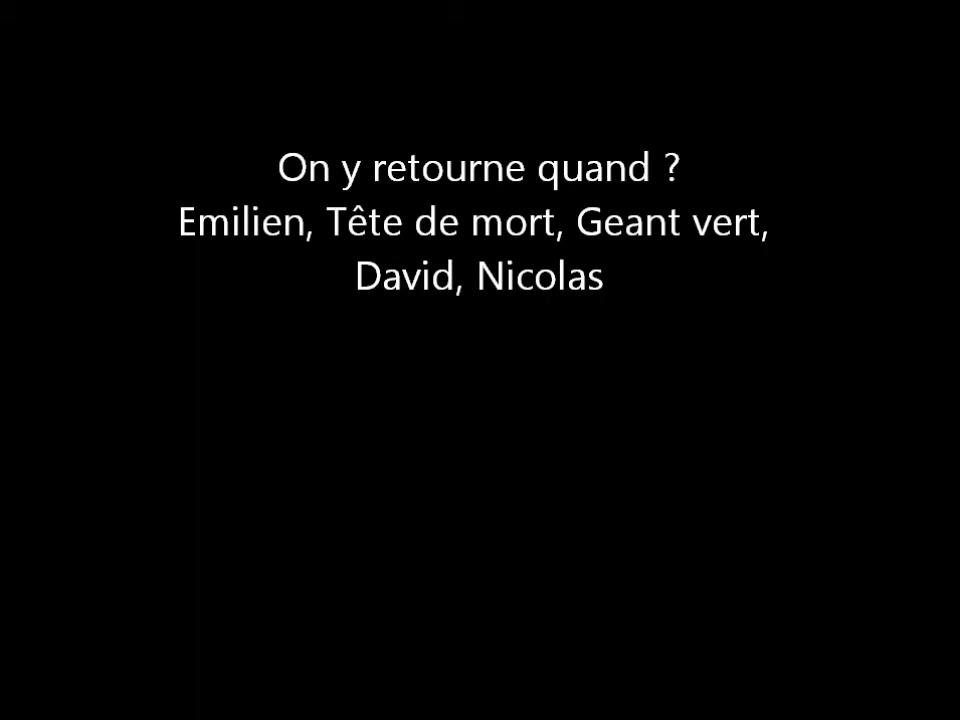 On y retourne quand ?
Emilien, Tête de mort, Geant vert,
David, Nicolas